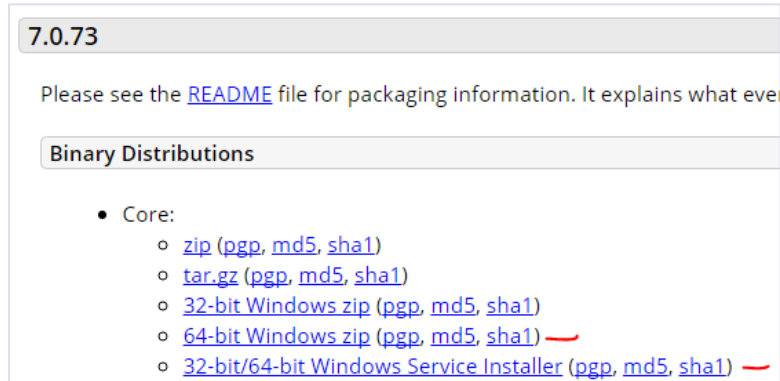 7.0.73
Please see the README file for packaging information. It explains what ever
Binary Distributions
• Core:
○ zip (pgp, md5, sha1)
○ tar.gz (pgp, md5, sha1)
○ 32-bit Windows zip (pgp, md5, sha1)
○ 64-bit Windows zip (pgp, md5, sha1)
○ 32-bit/64-bit Windows Service Installer (pgp, md5, sha1)